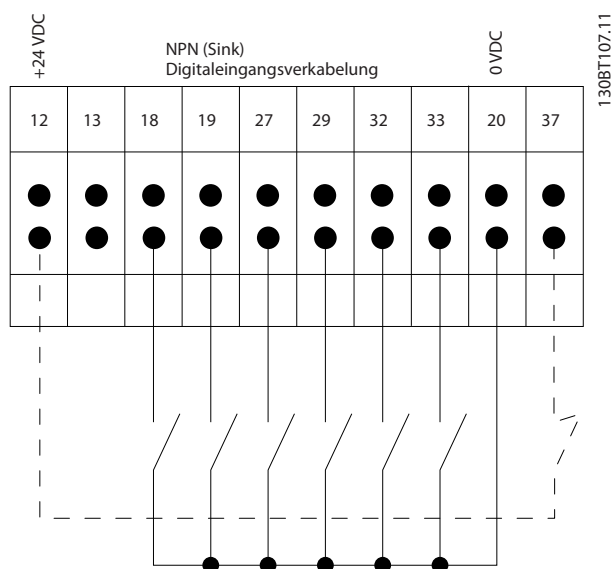 +24 VDC
NPN (Sink)
Digitaleingangsverkabelung
0 VDC
130BT107.11
12 13 18 19 27 29 32 33 20 37